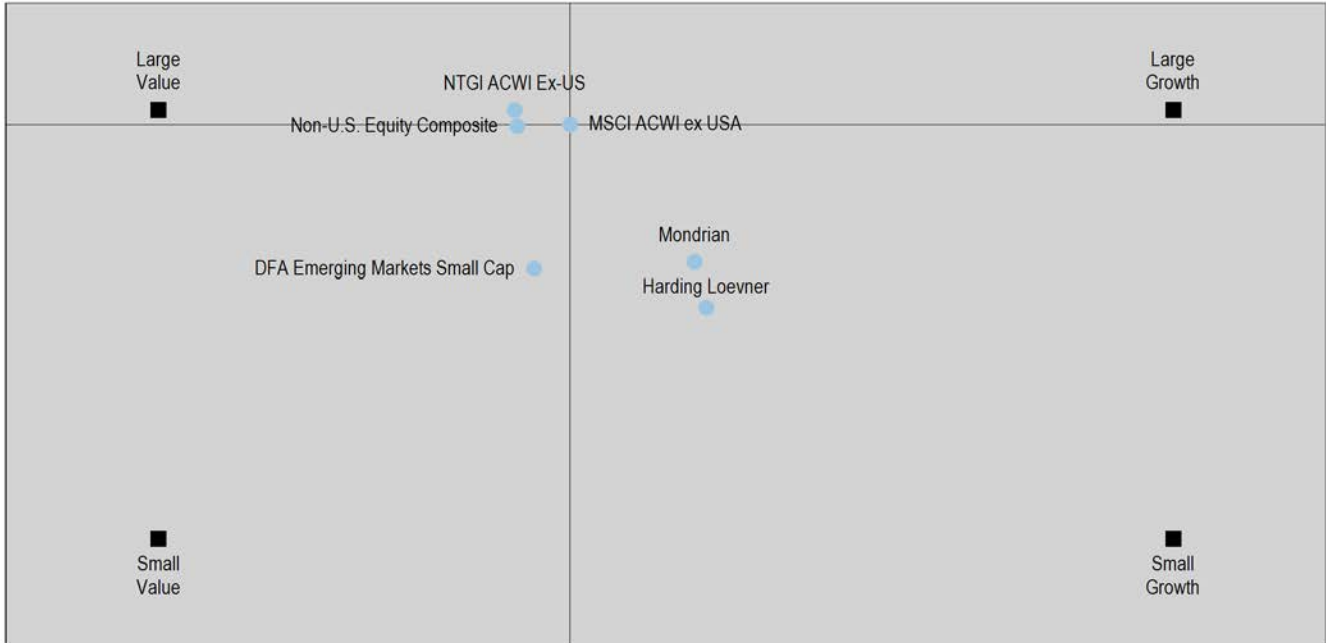 Large
Value
Large
Growth
NTGI ACWI Ex-US
Non-U.S. Equity Composite
MSCI ACWI ex USA
Mondrian
DFA Emerging Markets Small Cap
Harding Loevner
Small
Value
Small
Growth